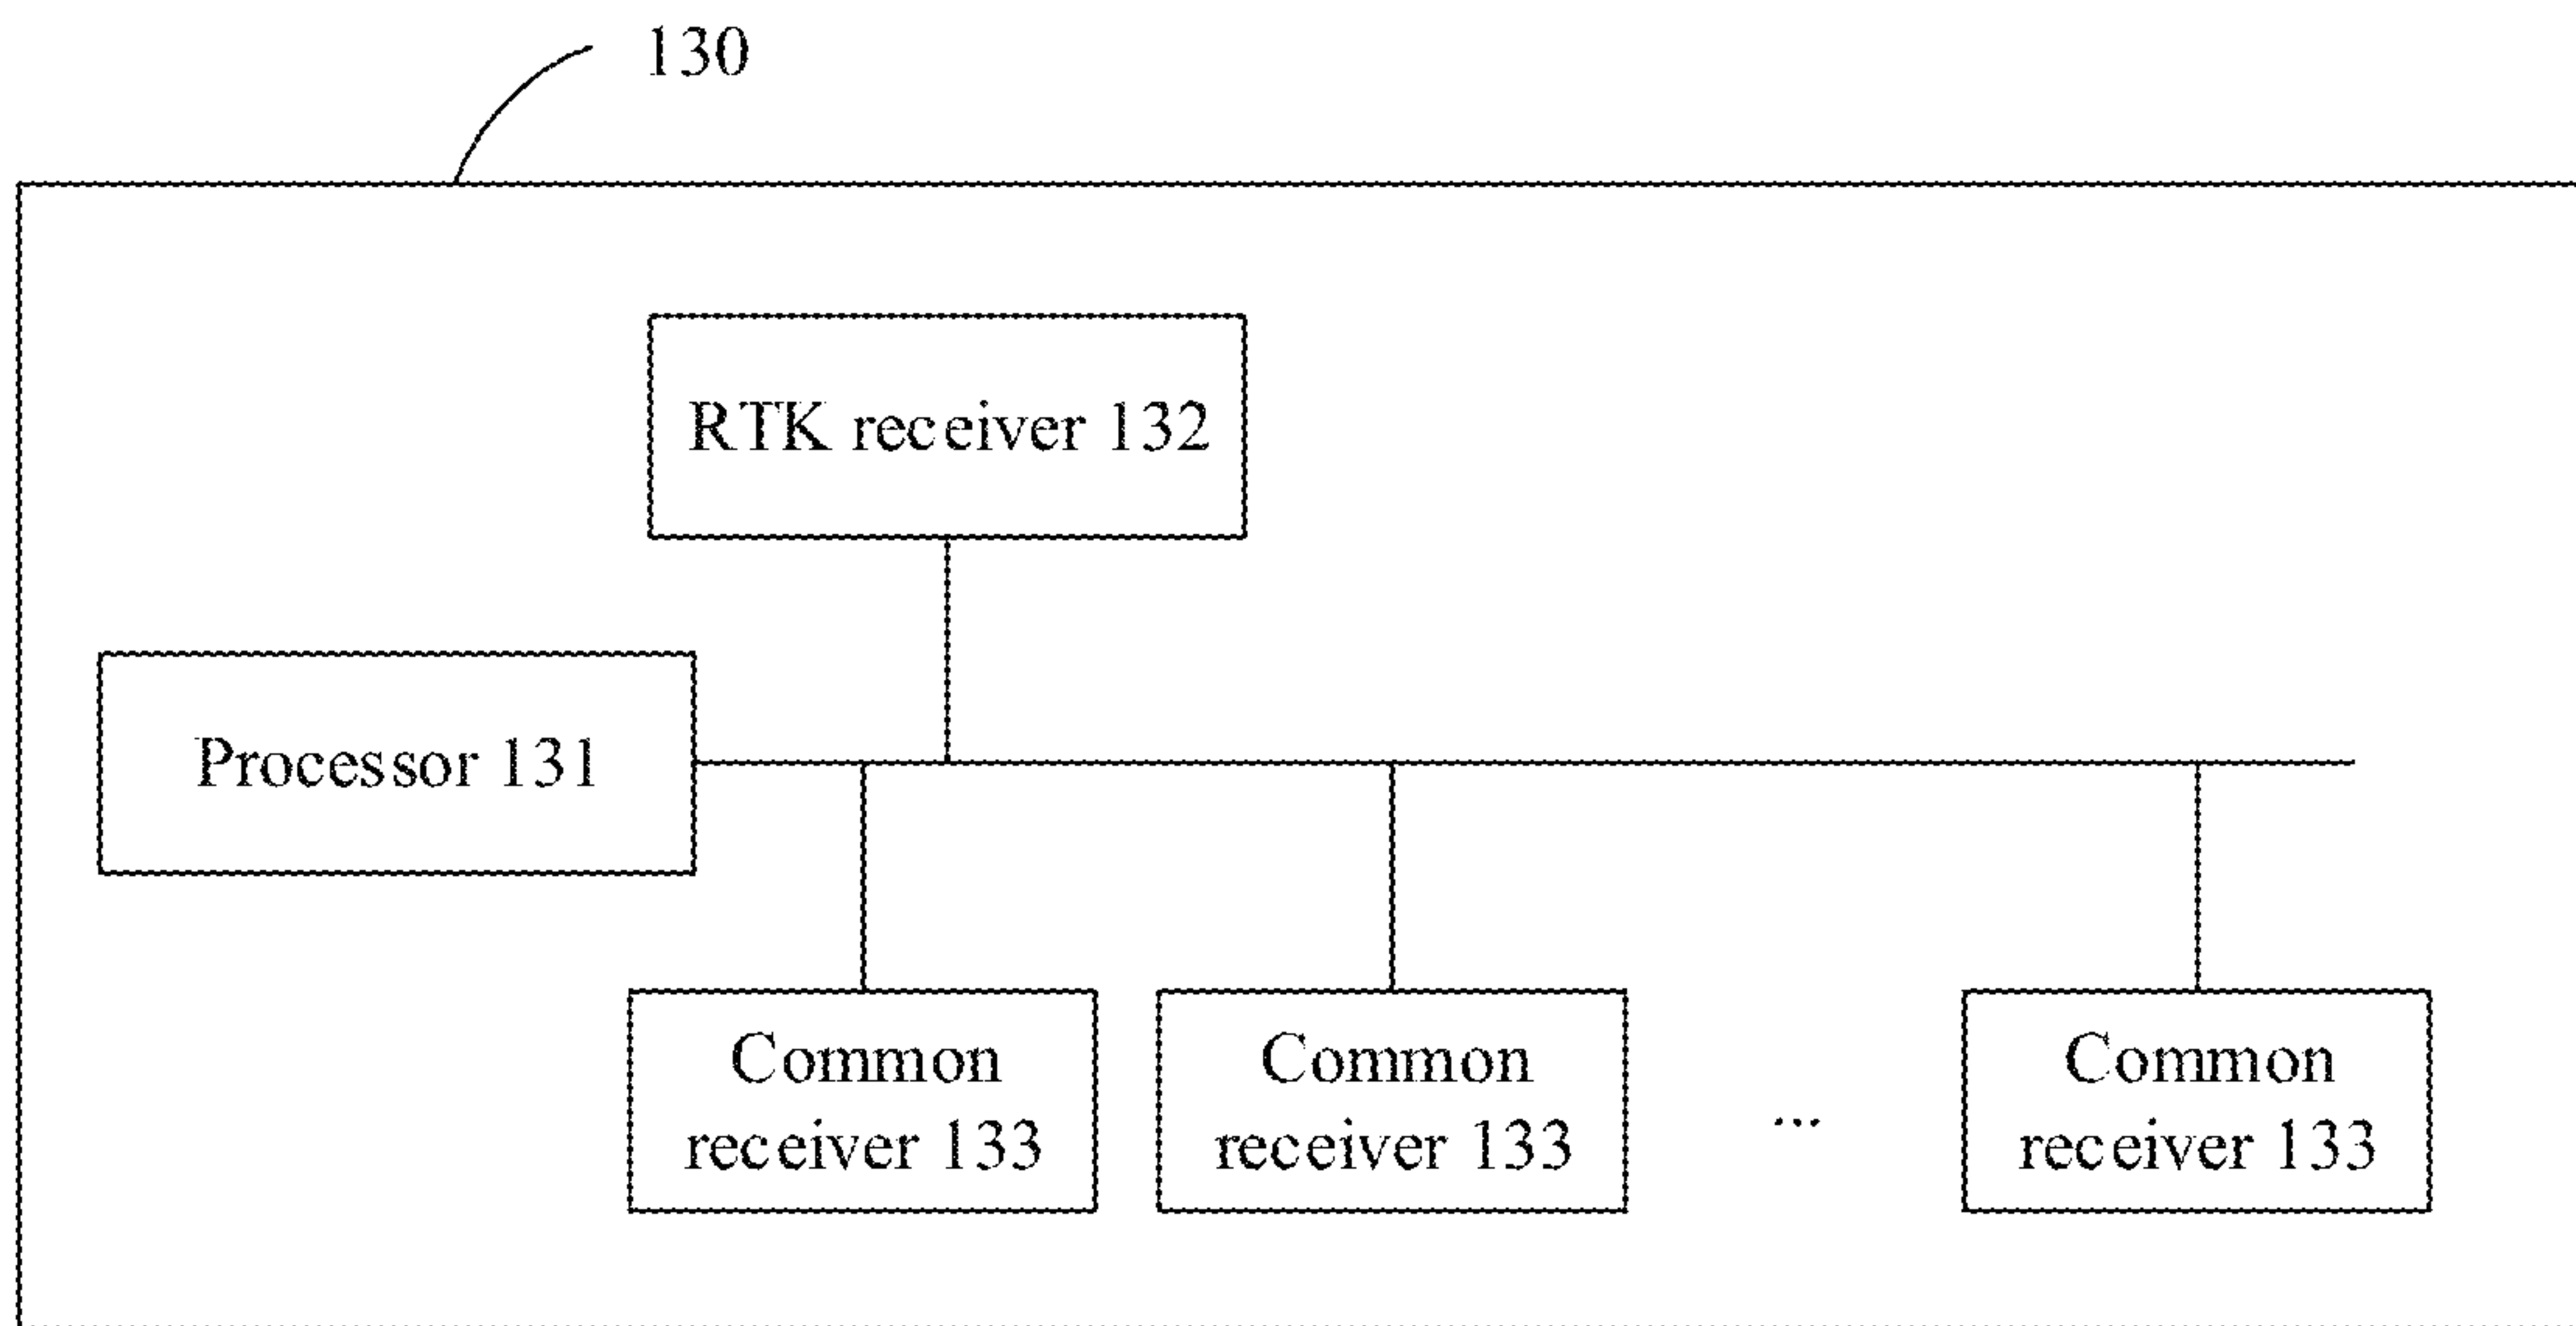 130
RTK receiver 132
Processor 131
Common
receiver 133
Common
receiver 133
...
Common
receiver 133